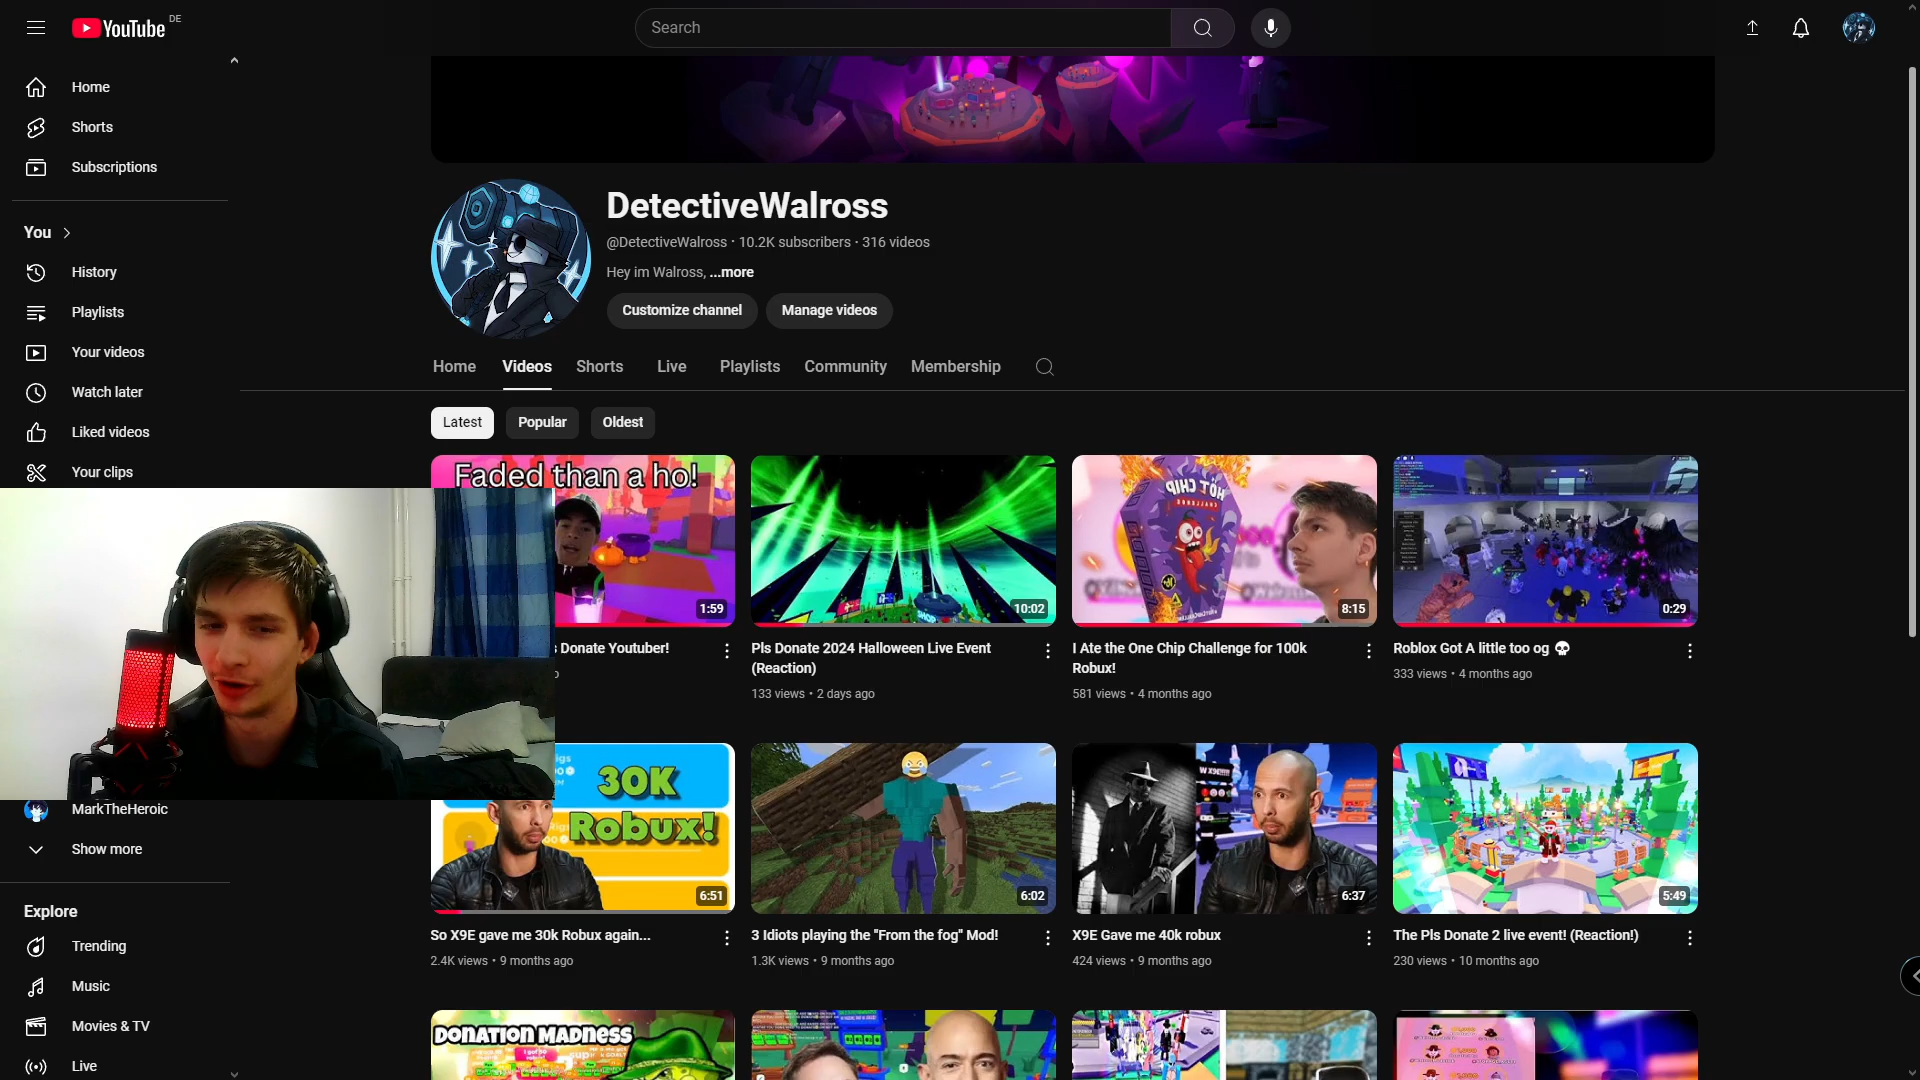 YouTube DE
Search
Home
Shorts
Subscriptions
You
History
Playlists
Your videos
Watch later
Liked videos
Your clips
MarkTheHeroic
Show more
Explore
Trending
Music
Movies & TV
Live
DetectiveWalross
@DetectiveWalross · 10.2K subscribers · 316 videos
Hey im Walross, ...more
Customize channel
Manage videos
Home Videos Shorts Live Playlists Community Membership
Latest Popular Oldest
Faded than a ho!
1:59
Donate Youtuber!
10:02
Pls Donate 2024 Halloween Live Event
(Reaction)
133 views • 2 days ago
HOT CHIP
CHALLENGE
8:15
I Ate the One Chip Challenge for 100k
Robux!
581 views • 4 months ago
0:29
Roblox Got A little too og 💀
333 views • 4 months ago
30K
Robux!
6:51
So X9E gave me 30k Robux again...
2.4K views • 9 months ago
6:02
3 Idiots playing the "From the fog" Mod!
1.3K views • 9 months ago
6:37
X9E Gave me 40k robux
424 views • 9 months ago
5:49
The Pls Donate 2 live event! (Reaction!)
230 views • 10 months ago
DONATION MADNESS